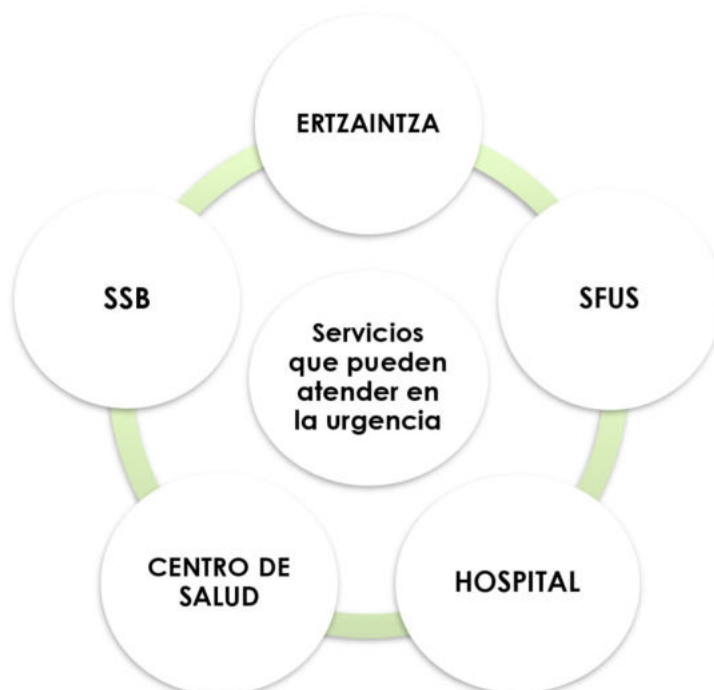 ERTZAINTZA
SSB
SFUS
Servicios
que pueden
atender en
la urgencia
CENTRO DE
SALUD
HOSPITAL